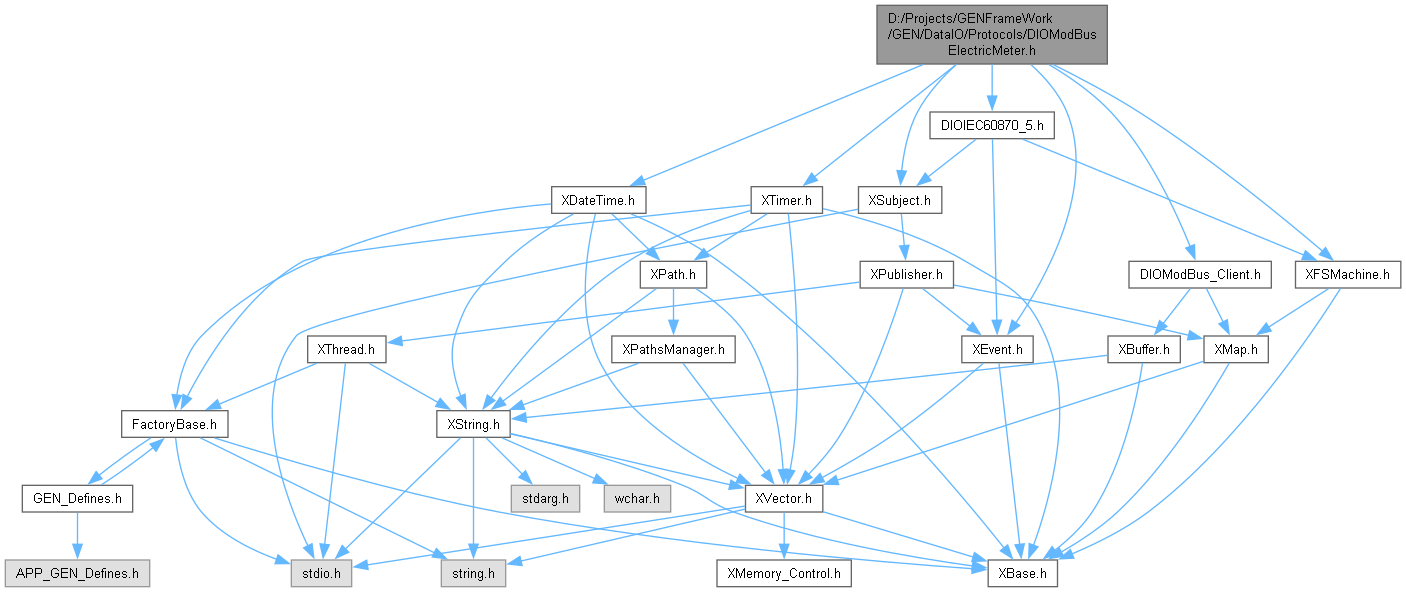 D:/Projects/GENFrameWork
/GEN/DataIO/Protocols/DIOModBus
ElectricMeter.h
DIOIEC60870_5.h
XDateTime.h
XTimer.h
XSubject.h
XPath.h
XPublisher.h
DIOModBus_Client.h
XFSMachine.h
XThread.h
XPathsManager.h
XEvent.h
XBuffer.h
XMap.h
FactoryBase.h
XString.h
GEN_Defines.h
stdarg.h
wchar.h
XVector.h
APP_GEN_Defines.h
stdio.h
string.h
XMemory_Control.h
XBase.h